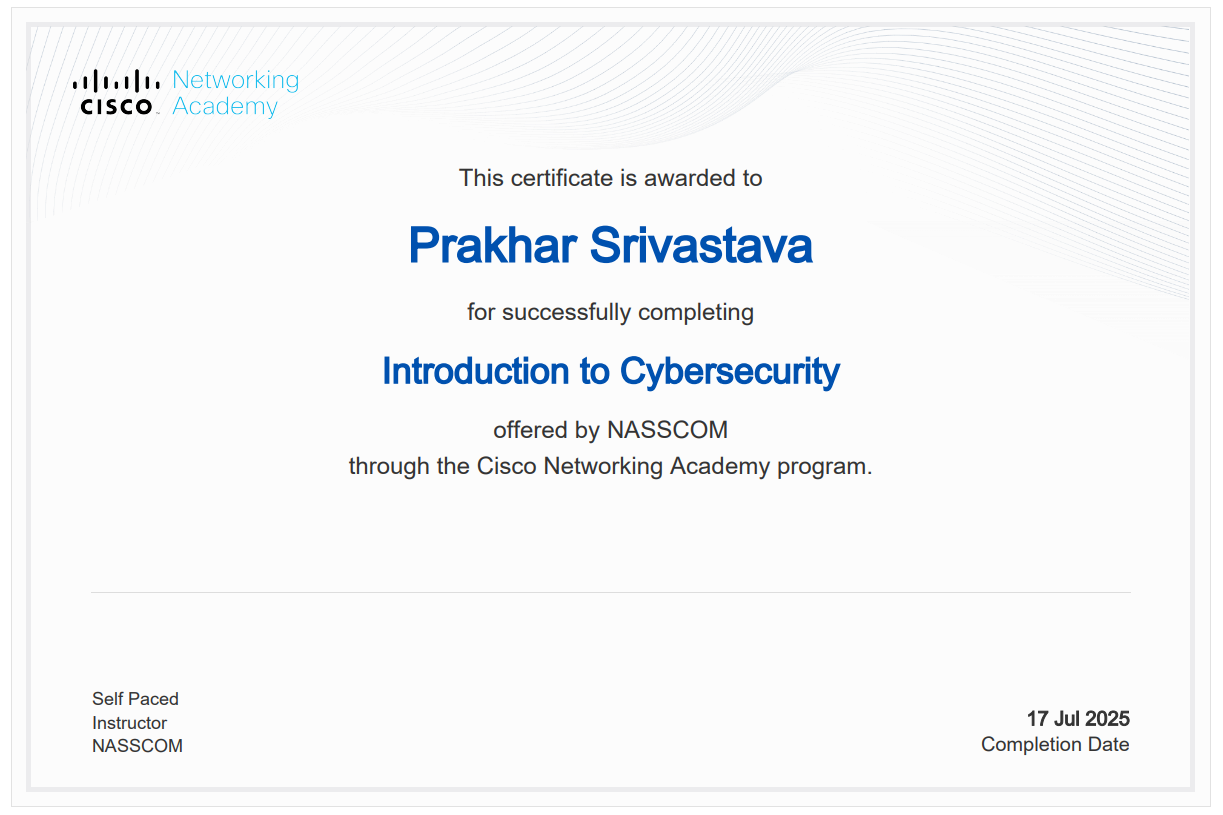 Networking
CISCO Academy
This certificate is awarded to
Prakhar Srivastava
for successfully completing
Introduction to Cybersecurity
offered by NASSCOM
through the Cisco Networking Academy program.
Self Paced
Instructor
NASSCOM
17 Jul 2025
Completion Date